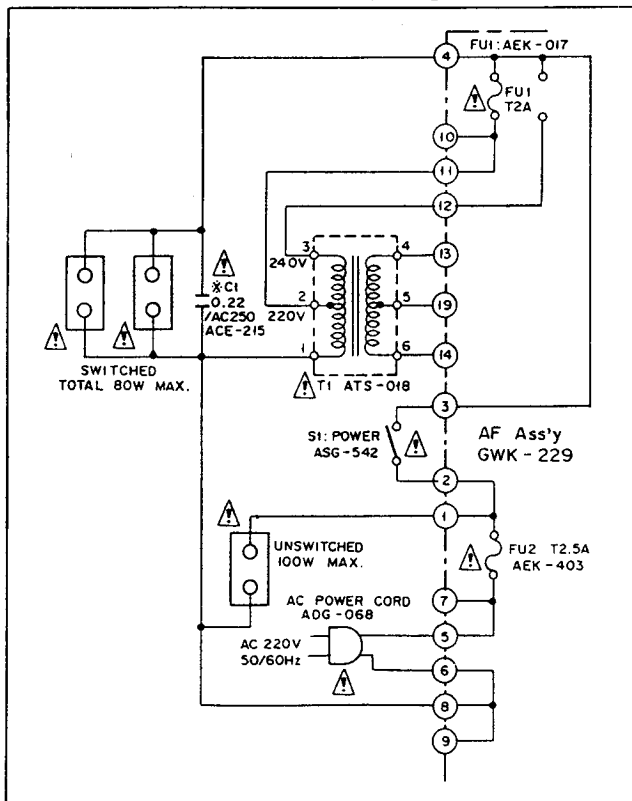 FU1:AEK-017
4
FU1
T2A
10
11
12
3
240V
4
13
※C1
0.22
/AC250
ACE-215
2
220V
5
19
1
6
14
SWITCHED
TOTAL 80W MAX.
T1 ATS-018
3
S1:POWER
ASG-542
AF Ass'y
GWK-229
2
1
UNSWITCHED
100W MAX.
FU2 T2.5A
AEK-403
7
AC POWER CORD
ADG-068
5
AC 220V
50/60Hz
6
8
9